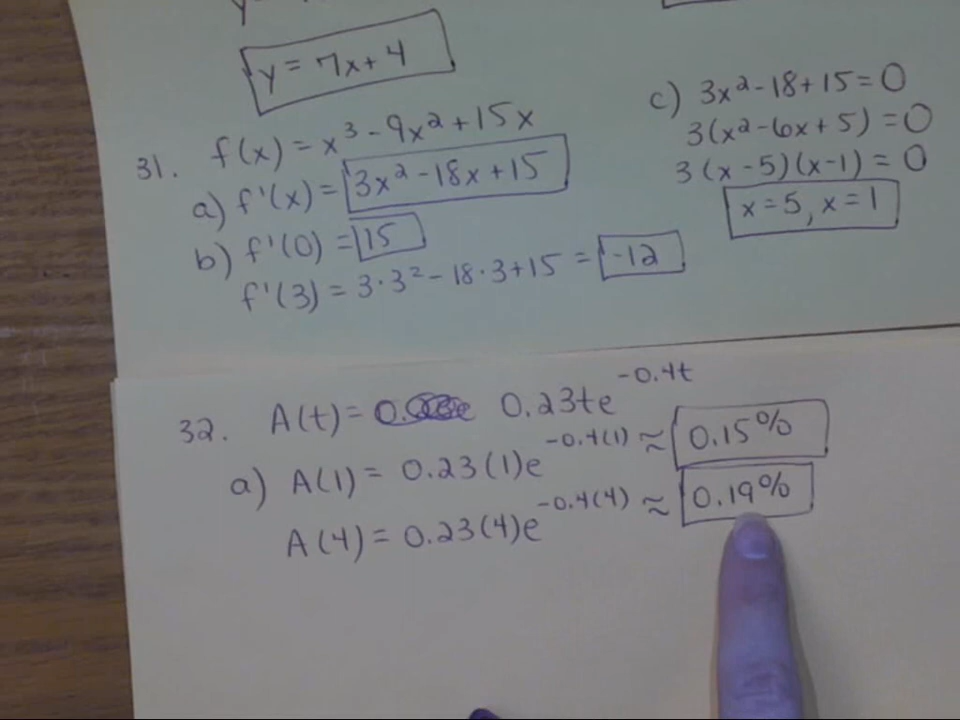 y = 7x + 4
31. f(x) = x³ - 9x² + 15x
a) f'(x) = 3x² - 18x + 15
b) f'(0) = 15
f'(3) = 3·3² - 18·3 + 15 = -12
c) 3x² - 18 + 15 = 0
3(x² - 6x + 5) = 0
3(x - 5)(x - 1) = 0
x = 5, x = 1
32. A(t) = 0.23te^(-0.4t)
a) A(1) = 0.23(1)e^(-0.4(1)) ≈ 0.15%
A(4) = 0.23(4)e^(-0.4(4)) ≈ 0.19%